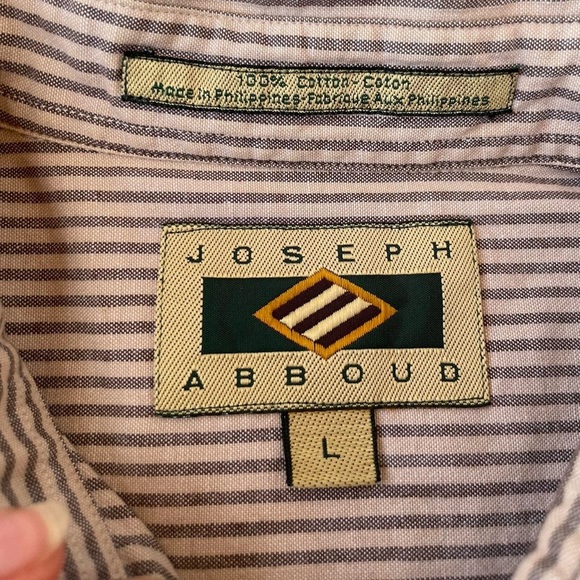 100% Cotton-Coton
Made in Philippines-Fabriqué Aux Philippines
JOSEPH
ABBOUD
L